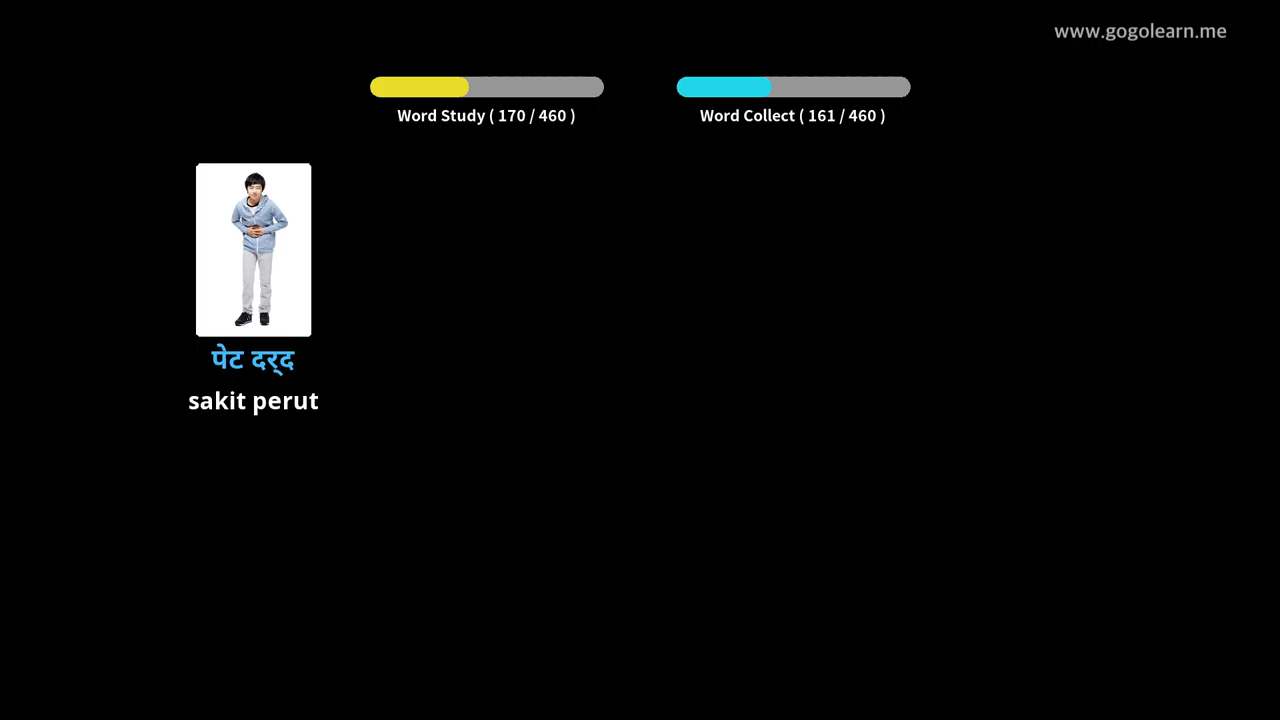 www.gogolearn.me
Word Study ( 170 / 460 )
Word Collect ( 161 / 460 )
पेट दर्द
sakit perut